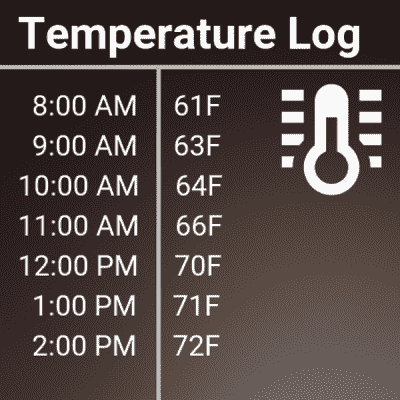 Temperature Log
8:00 AM 61F
9:00 AM 63F
10:00 AM 64F
11:00 AM 66F
12:00 PM 70F
1:00 PM 71F
2:00 PM 72F